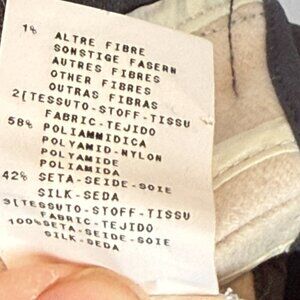 1% ALTRE FIBRE
SONSTIGE FASERN
AUTRES FIBRES
OTHER FIBRES
OUTRAS FIBRAS
2[TESSUTO-STOFF-TISSU
FABRIC-TEJIDO
58% POLIAMMIDICA
POLYAMID-NYLON
POLYAMIDE
POLIAMIDA
42% SETA-SEIDE-SOIE
SILK-SEDA
3[TESSUTO-STOFF-TISSU
FABRIC-TEJIDO
100%SETA-SEIDE-SOIE
SILK-SEDA